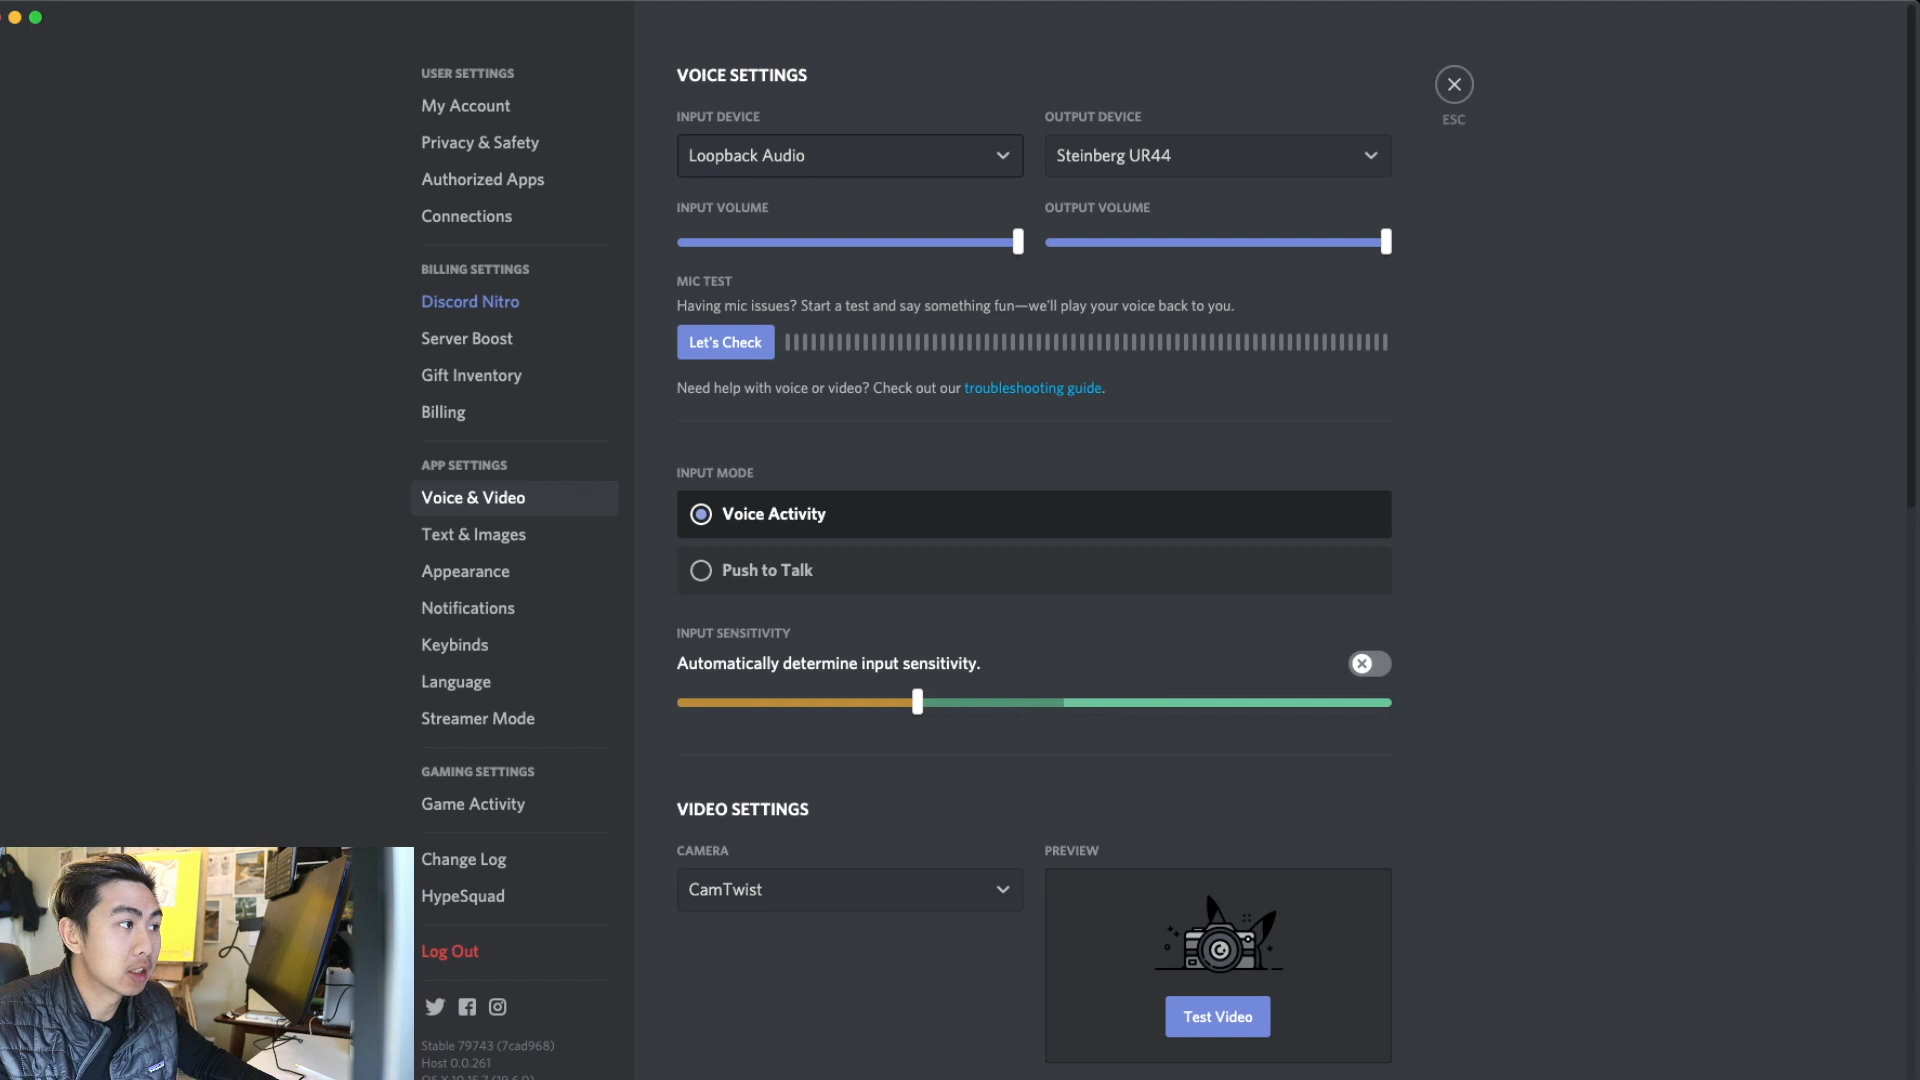 USER SETTINGS
My Account
Privacy & Safety
Authorized Apps
Connections
BILLING SETTINGS
Discord Nitro
Server Boost
Gift Inventory
Billing
APP SETTINGS
Voice & Video
Text & Images
Appearance
Notifications
Keybinds
Language
Streamer Mode
GAMING SETTINGS
Game Activity
Change Log
HypeSquad
Log Out
Stable 79743 (7cad968)
Host 0.0.261
VOICE SETTINGS
INPUT DEVICE
Loopback Audio
OUTPUT DEVICE
Steinberg UR44
INPUT VOLUME
OUTPUT VOLUME
MIC TEST
Having mic issues? Start a test and say something fun—we'll play your voice back to you.
Let's Check
Need help with voice or video? Check out our troubleshooting guide.
INPUT MODE
Voice Activity
Push to Talk
INPUT SENSITIVITY
Automatically determine input sensitivity.
VIDEO SETTINGS
CAMERA
CamTwist
PREVIEW
Test Video
ESC